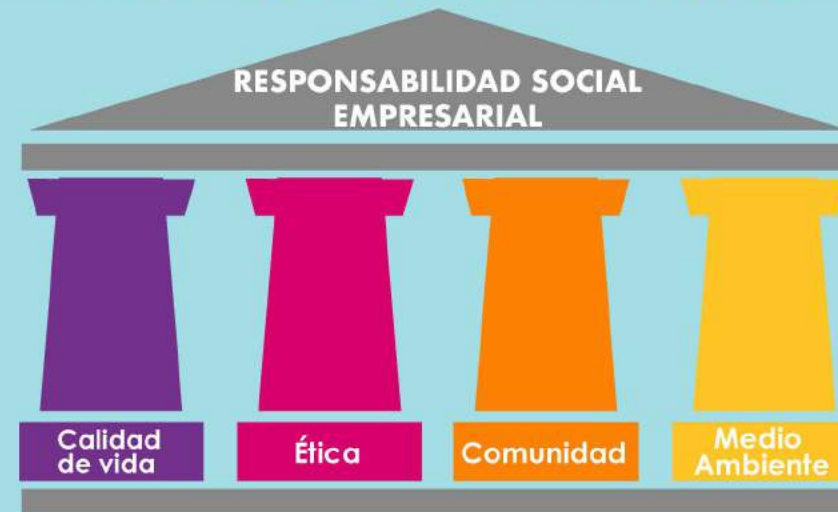 RESPONSABILIDAD SOCIAL
EMPRESARIAL
Calidad
de vida
Ética
Comunidad
Medio
Ambiente